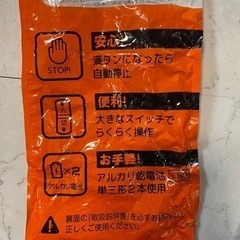 安心!
STOP!
満タンになったら
自動停止
便利!
大きなスイッチで
らくらく操作
お手軽!
×2
アルカリ乾電池
アルカリ乾電池
単三形2本使用
裏面の「取扱説明書」を必ずお読みの上
正しくご使用ください。